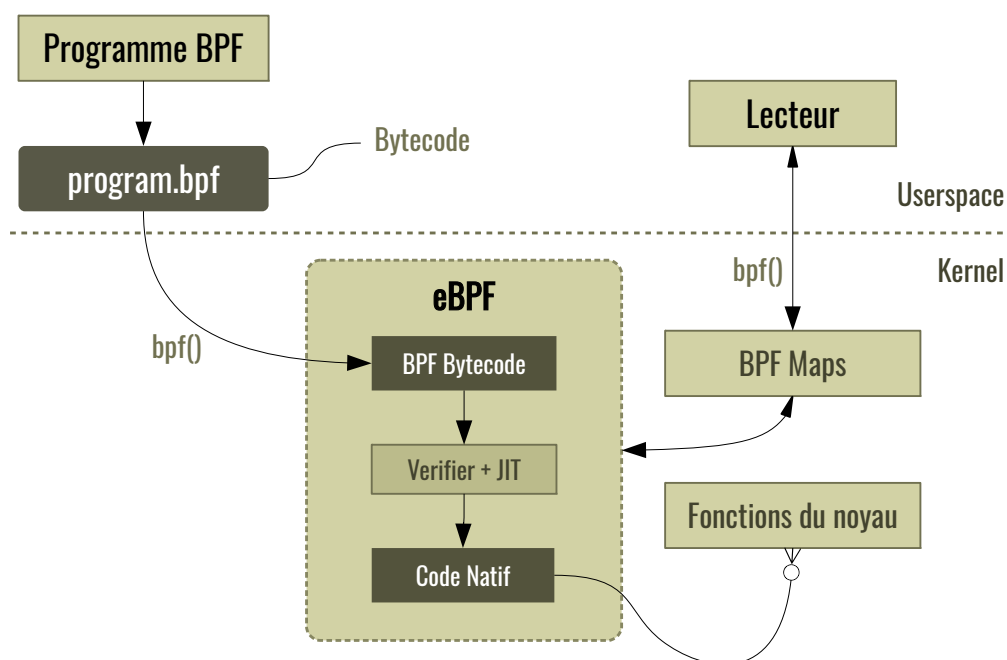 Programme BPF
Lecteur
Bytecode
program.bpf
Userspace
Kernel
bpf()
eBPF
bpf()
BPF Bytecode
BPF Maps
Verifier + JIT
Fonctions du noyau
Code Natif